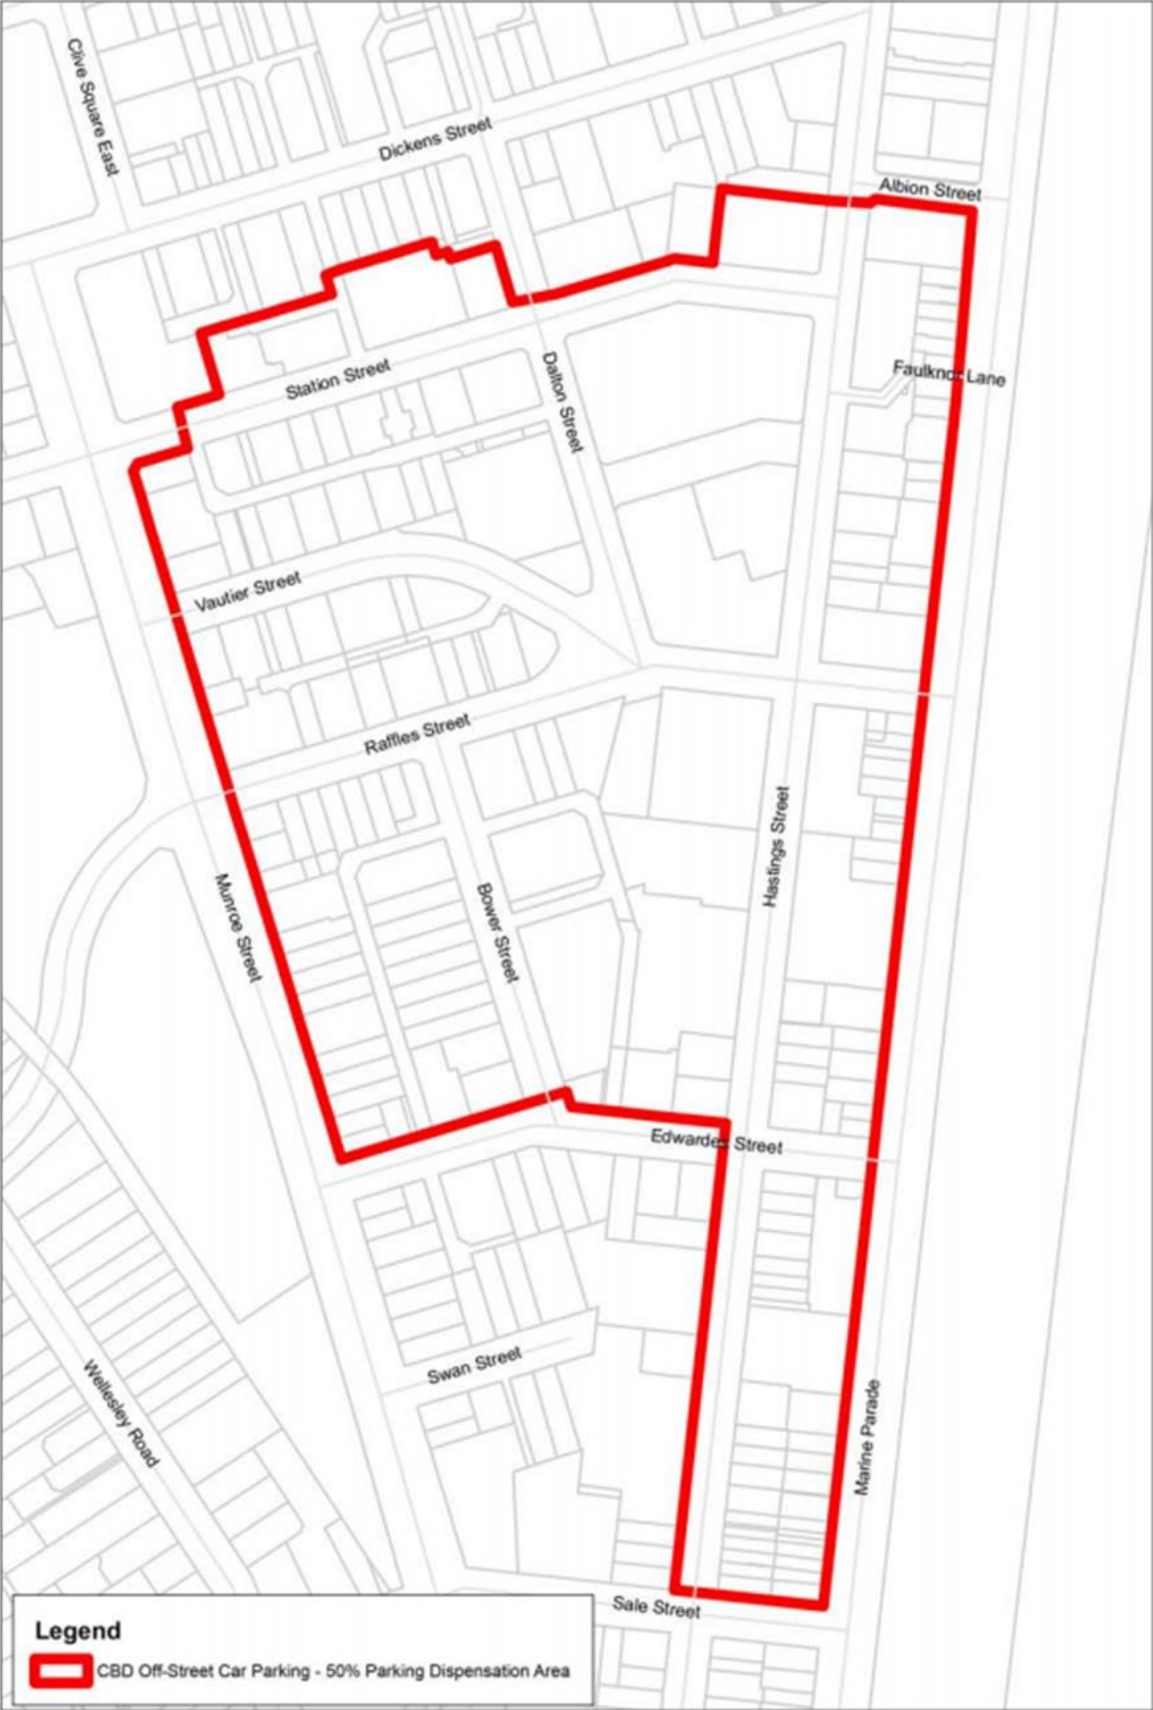 Clive Square East
Dickens Street
Albion Street
Station Street
Dalton Street
Faulknor Lane
Vautier Street
Raffles Street
Hastings Street
Munroe Street
Bower Street
Edwardes Street
Swan Street
Wellesley Road
Marine Parade
Sale Street
Legend
CBD Off-Street Car Parking - 50% Parking Dispensation Area